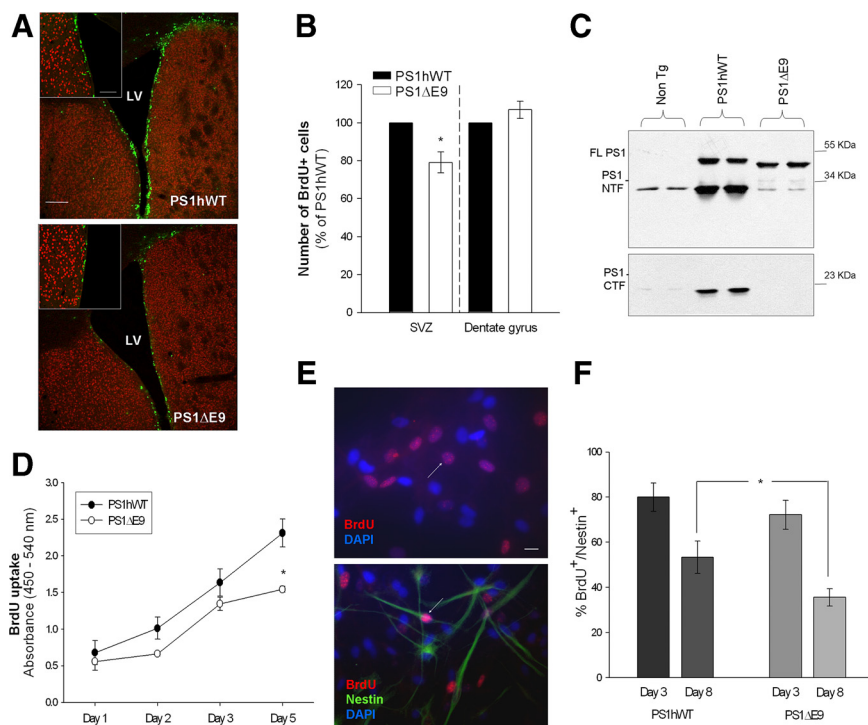 A
LV
PS1hWT
LV
PS1ΔE9
B
PS1hWT
PS1ΔE9
Number of BrdU+ cells
(% of PS1hWT)
120
100
80
60
40
20
0
*
SVZ
Dentate gyrus
C
Non Tg
PS1hWT
PS1ΔE9
FL PS1
PS1
NTF
55 KDa
34 KDa
PS1
CTF
23 KDa
D
BrdU uptake
Absorbance (450 - 540 nm)
2.5
2.0
1.5
1.0
0.5
0.0
PS1hWT
PS1ΔE9
*
Day 1
Day 2
Day 3
Day 5
E
BrdU
DAPI
BrdU
Nestin
DAPI
F
% BrdU+/Nestin+
100
80
60
40
20
0
*
Day 3
Day 8
Day 3
Day 8
PS1hWT
PS1ΔE9